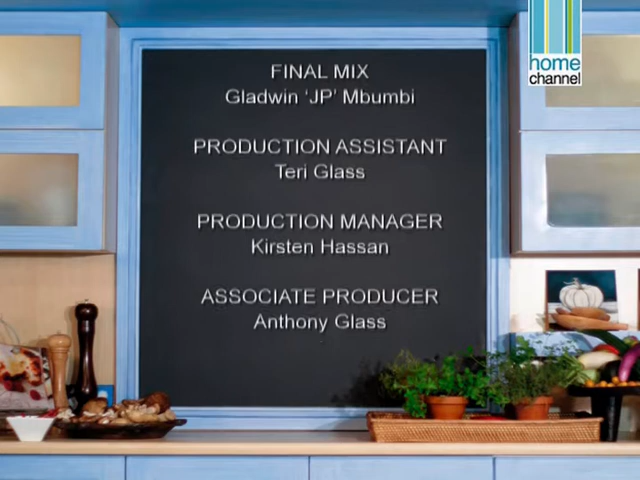 home
channel
FINAL MIX
Gladwin ‘JP’ Mbumbi
PRODUCTION ASSISTANT
Teri Glass
PRODUCTION MANAGER
Kirsten Hassan
ASSOCIATE PRODUCER
Anthony Glass